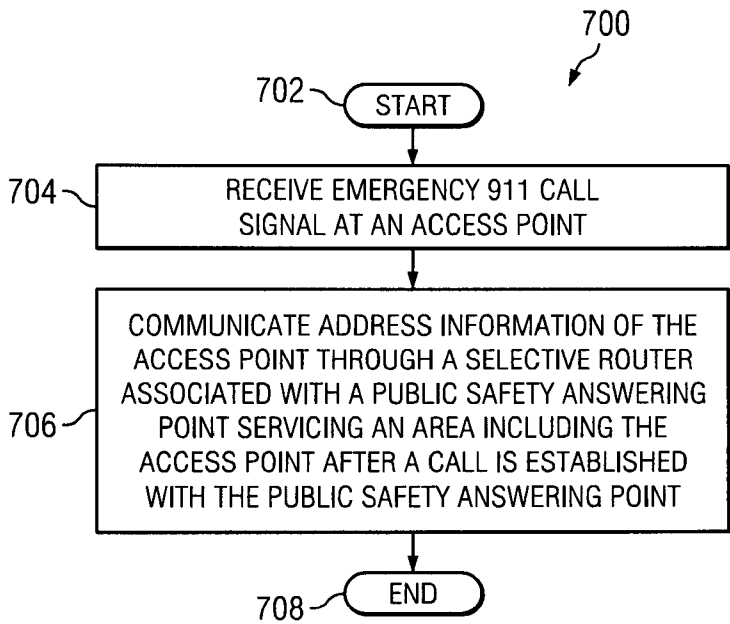 700
702
START
704
RECEIVE EMERGENCY 911 CALL
SIGNAL AT AN ACCESS POINT
706
COMMUNICATE ADDRESS INFORMATION OF THE
ACCESS POINT THROUGH A SELECTIVE ROUTER
ASSOCIATED WITH A PUBLIC SAFETY ANSWERING
POINT SERVICING AN AREA INCLUDING THE
ACCESS POINT AFTER A CALL IS ESTABLISHED
WITH THE PUBLIC SAFETY ANSWERING POINT
708
END